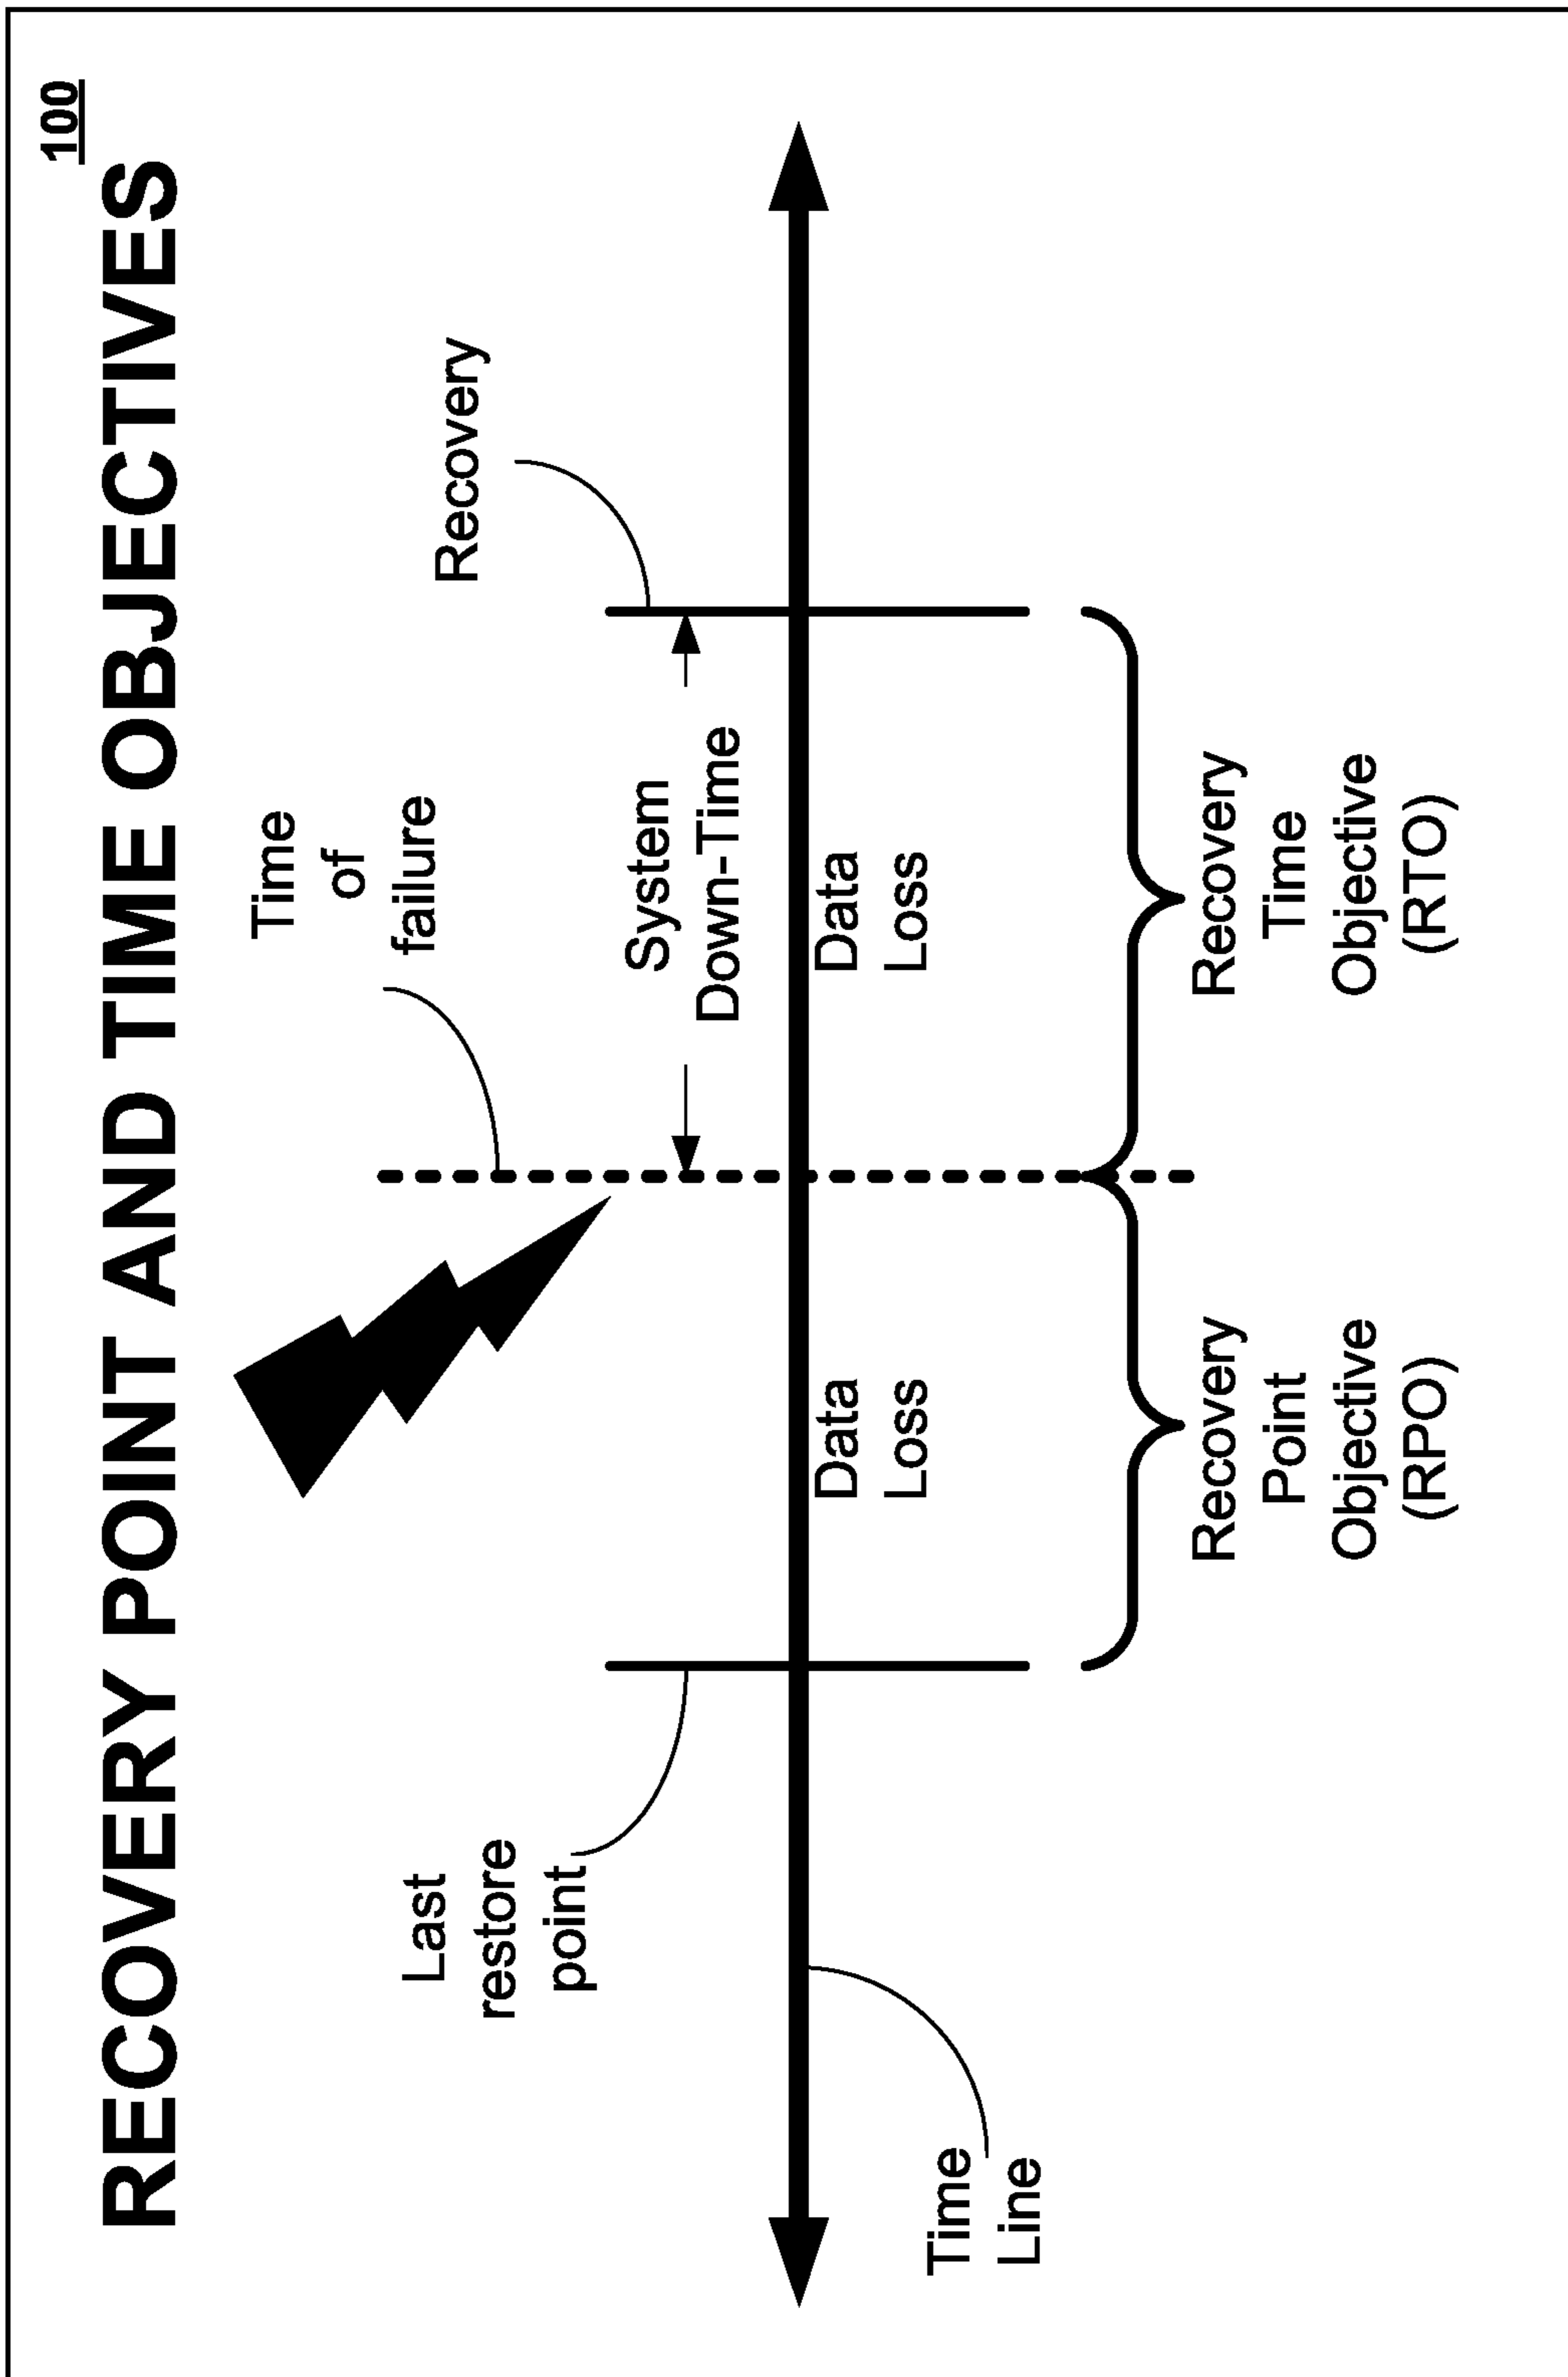 100
RECOVERY POINT AND TIME OBJECTIVES
Time
of
failure
Last
restore
point
Recovery
System
Down-Time
Data
Loss
Data
Loss
Time
Line
Recovery
Point
Objective
(RPO)
Recovery
Time
Objective
(RTO)